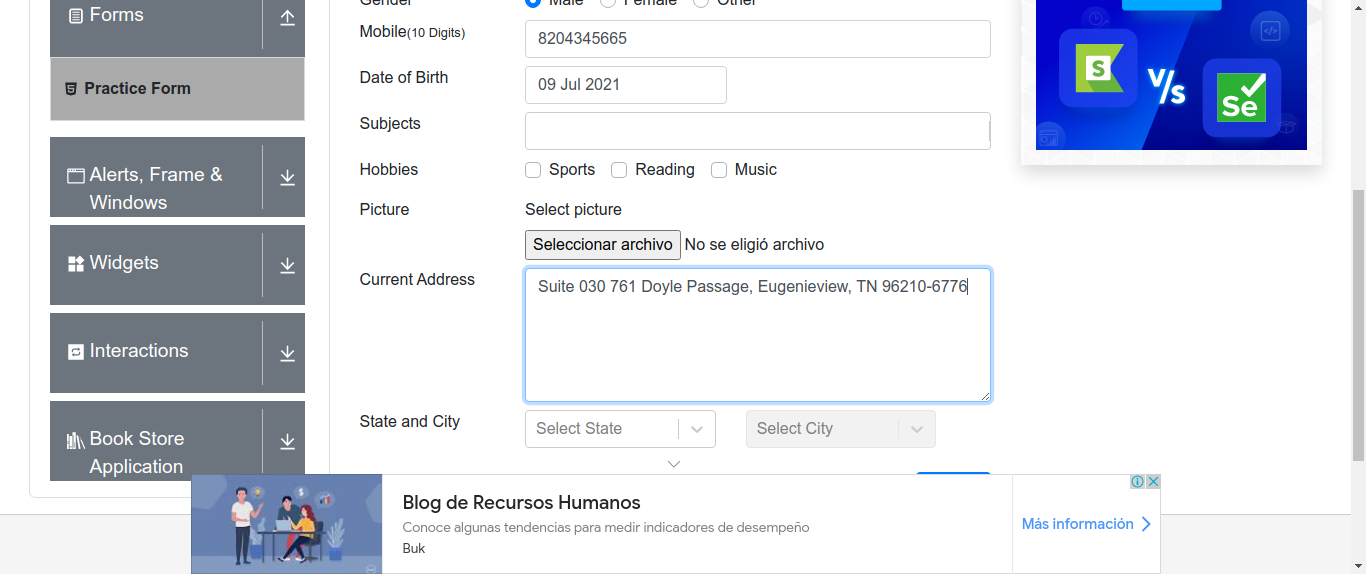 Forms
Practice Form
Alerts, Frame &
Windows
Widgets
Interactions
Book Store
Application
Gender Male Female Other
Mobile(10 Digits) 8204345665
Date of Birth 09 Jul 2021
Subjects
Hobbies Sports Reading Music
Picture Select picture
Seleccionar archivo No se eligió archivo
Current Address Suite 030 761 Doyle Passage, Eugenieview, TN 96210-6776
State and City Select State Select City
S V/s Se
Blog de Recursos Humanos
Conoce algunas tendencias para medir indicadores de desempeño
Buk
Más información